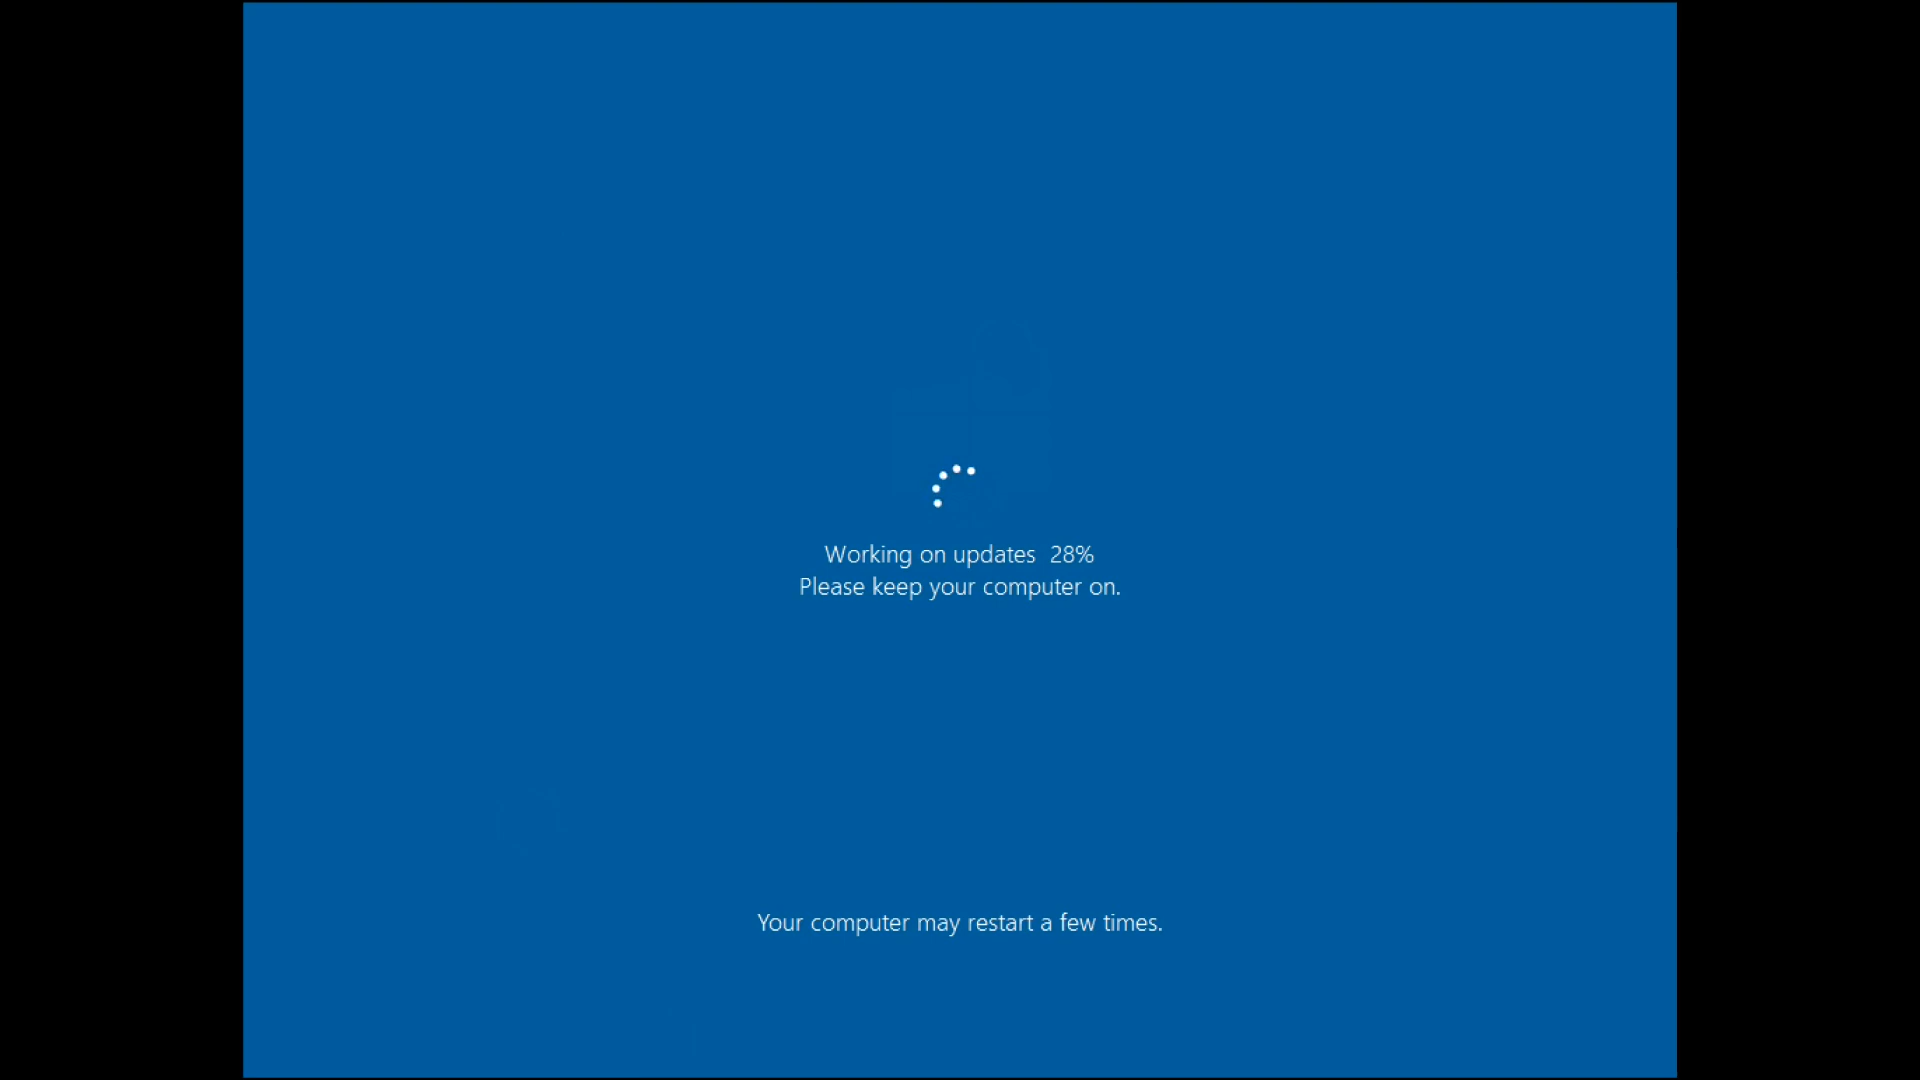 Working on updates  28%
Please keep your computer on.
Your computer may restart a few times.